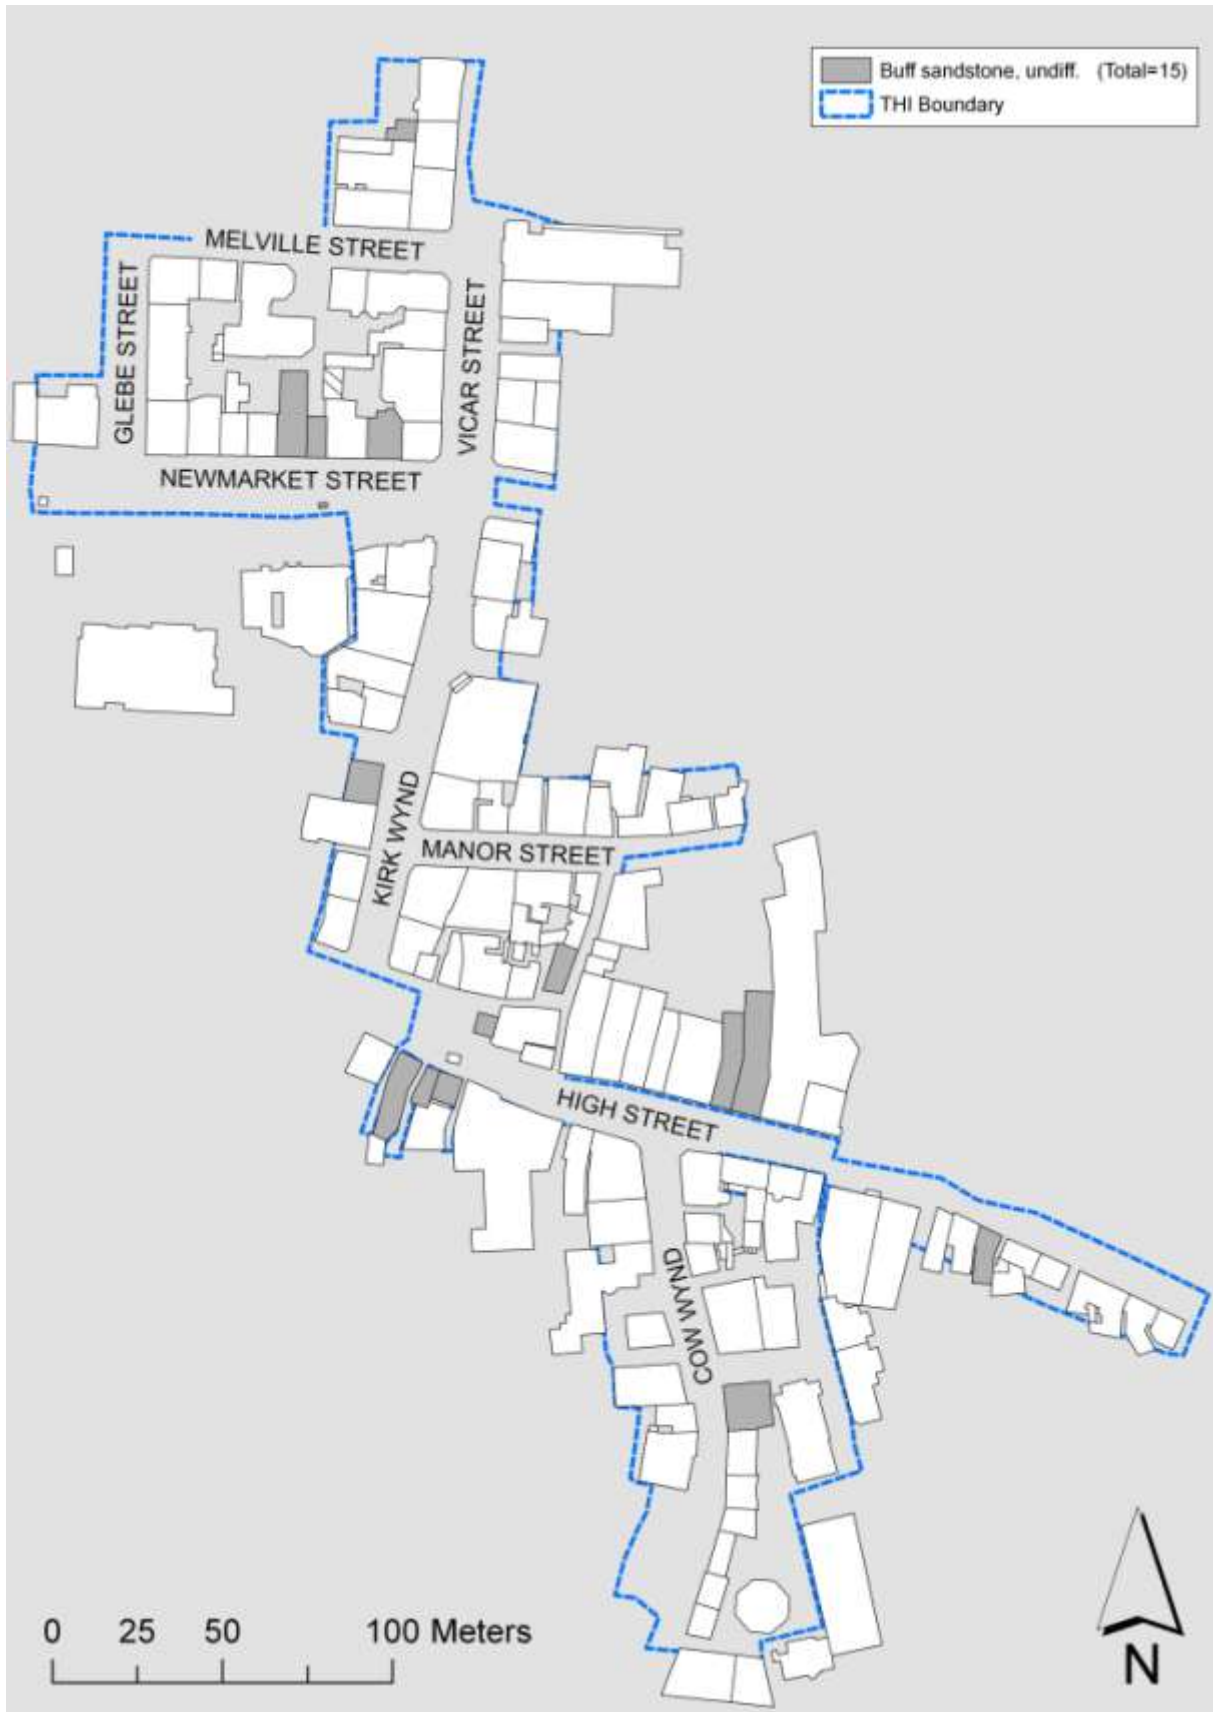 Buff sandstone, undiff. (Total=15)
THI Boundary
MELVILLE STREET
GLEBE STREET
VICAR STREET
NEWMARKET STREET
KIRK WYND
MANOR STREET
HIGH STREET
COW WYND
0 25 50 100 Meters
N